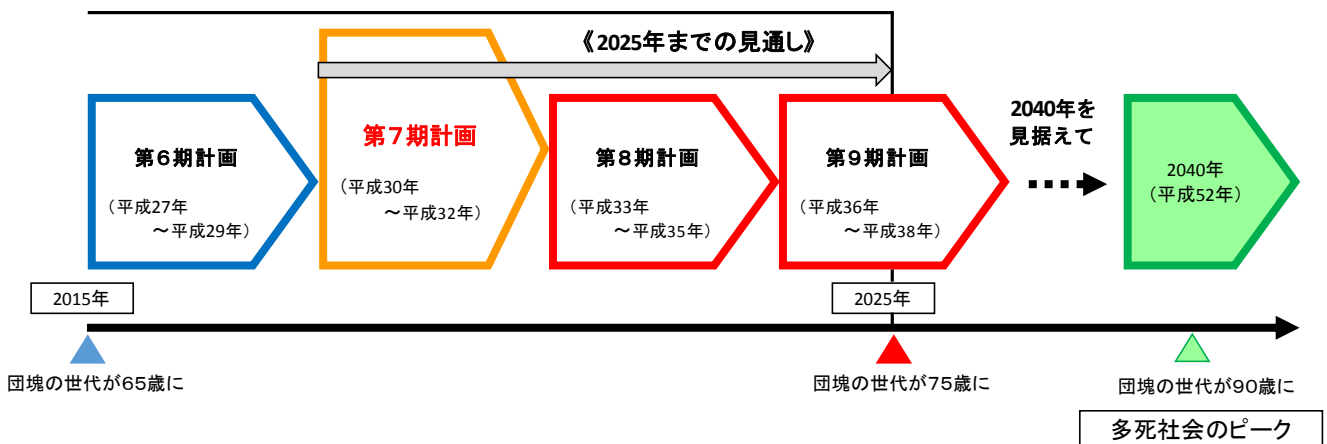 《2025年までの見通し》
第6期計画
(平成27年
～平成29年)
第7期計画
(平成30年
～平成32年)
第8期計画
(平成33年
～平成35年)
第9期計画
(平成36年
～平成38年)
2040年を
見据えて
2040年
(平成52年)
2015年
2025年
団塊の世代が65歳に
団塊の世代が75歳に
団塊の世代が90歳に
多死社会のピーク